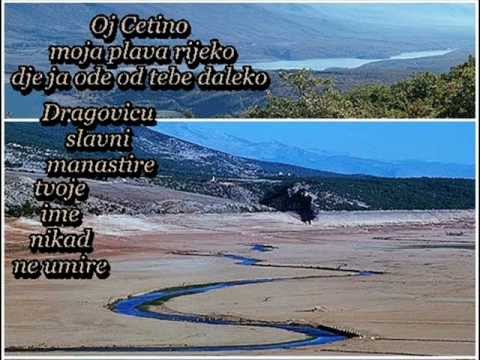 Oj Cetino
moja plava rijeko
dje ja ode od tebe daleko
Dragovicu
slavni
manastire
tvoje
ime
nikad
ne umire